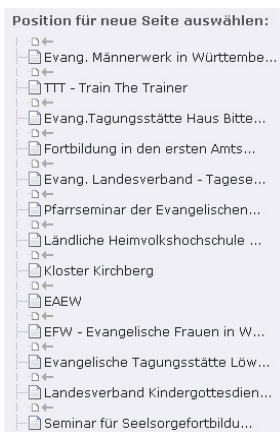 Position für neue Seite auswählen:
Evang. Männerwerk in Württembe...
TTT - Train The Trainer
Evang.Tagungsstätte Haus Bitte...
Fortbildung in den ersten Amts...
Evang. Landesverband - Tagese...
Pfarrseminar der Evangelischen...
Ländliche Heimvolkshochschule ...
Kloster Kirchberg
EAEW
EFW - Evangelische Frauen in W...
Evangelische Tagungsstätte Löw...
Landesverband Kindergottesdien...
Seminar für Seelsorgefortbildu...